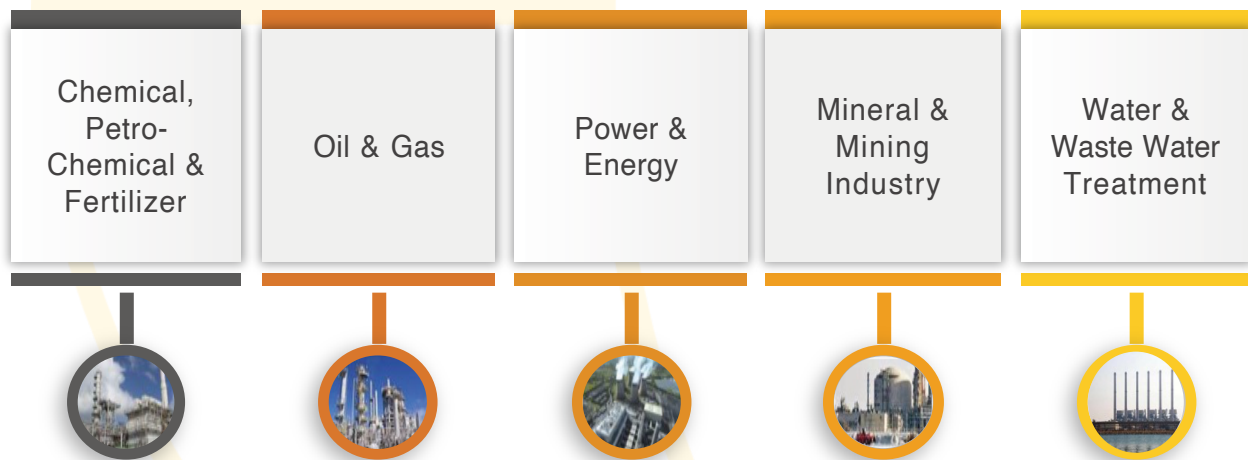 Chemical,
Petro-
Chemical &
Fertilizer
Oil & Gas
Power &
Energy
Mineral &
Mining
Industry
Water &
Waste Water
Treatment